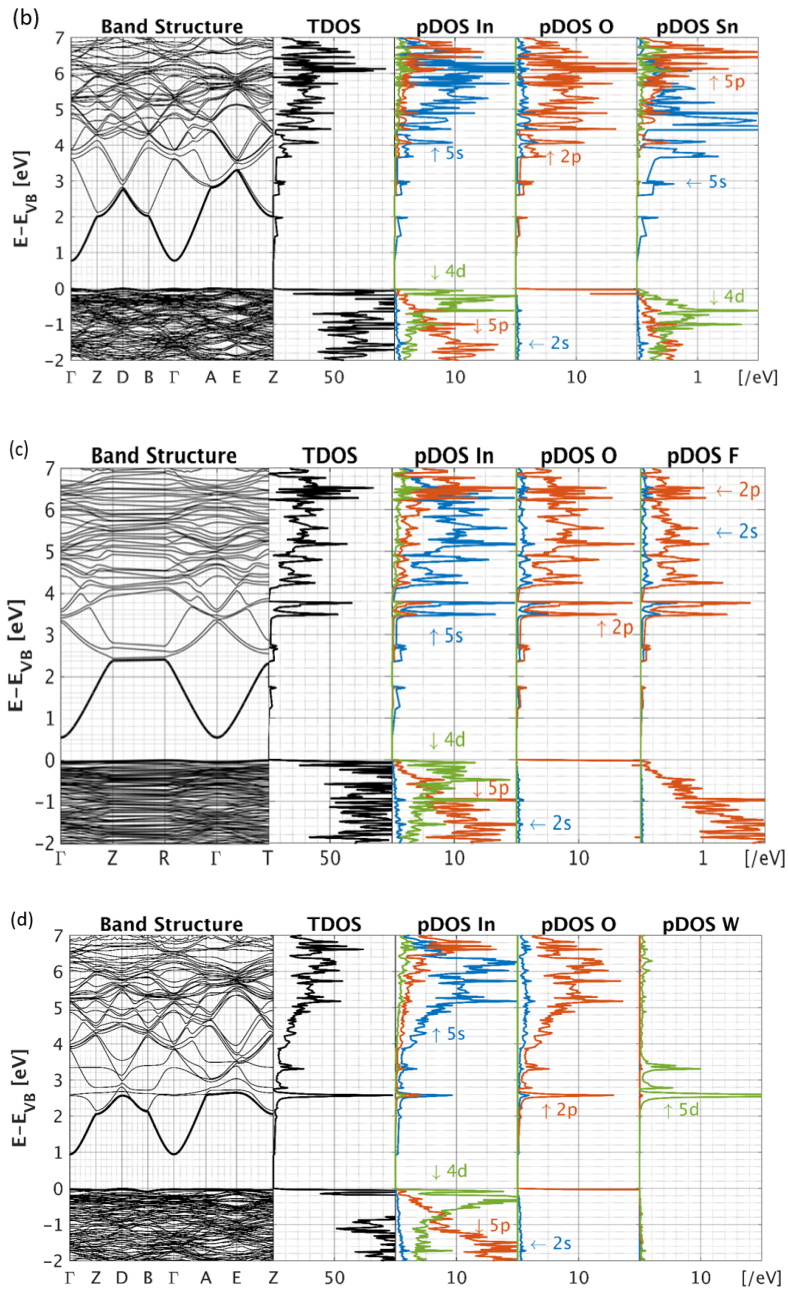 (b)
Band Structure TDOS pDOS In pDOS O pDOS Sn
7
6
5
4
3
2
1
0
-1
-2
E-E_VB [eV]
↑ 5p
↑ 5s ↑ 2p
← 5s
↓ 4d
↓ 4d
↓ 5p
← 2s
Γ Z D B Γ A E Z 50 10 10 1 [/eV]
(c)
Band Structure TDOS pDOS In pDOS O pDOS F
7
6
5
4
3
2
1
0
-1
-2
E-E_VB [eV]
← 2p
← 2s
↑ 5s ↑ 2p
↓ 4d
↓ 5p
← 2s
Γ Z R Γ T 50 10 10 1 [/eV]
(d)
Band Structure TDOS pDOS In pDOS O pDOS W
7
6
5
4
3
2
1
0
-1
-2
E-E_VB [eV]
↑ 5s
↑ 2p ↑ 5d
↓ 4d
↓ 5p
← 2s
Γ Z D B Γ A E Z 50 10 10 10 [/eV]